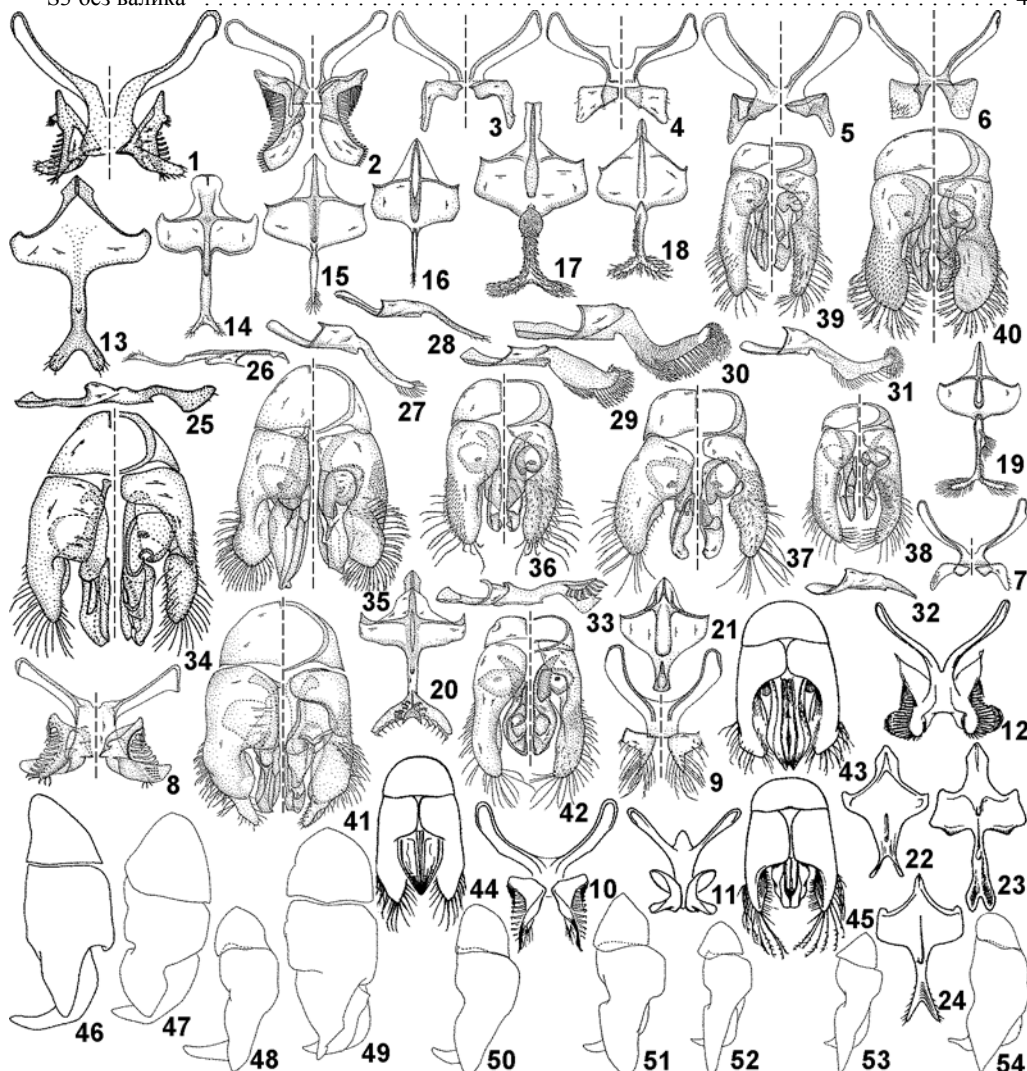 S5 без валика . . . . . . . . . . . . . . . . . . . . . . . . . . . . . . . . . . . . . . . . . . . . . . . . . . . . . . . . . . 4
1 2 3 4 5 6
13 14 15 16 17 18 39 40
25 26 27 28 29 30 31 19
34 35 36 37 38 7
8 20 33 21 32 12
41 42 9 43 22 23
44 10 11 45 24
46 47 48 49 50 51 52 53 54